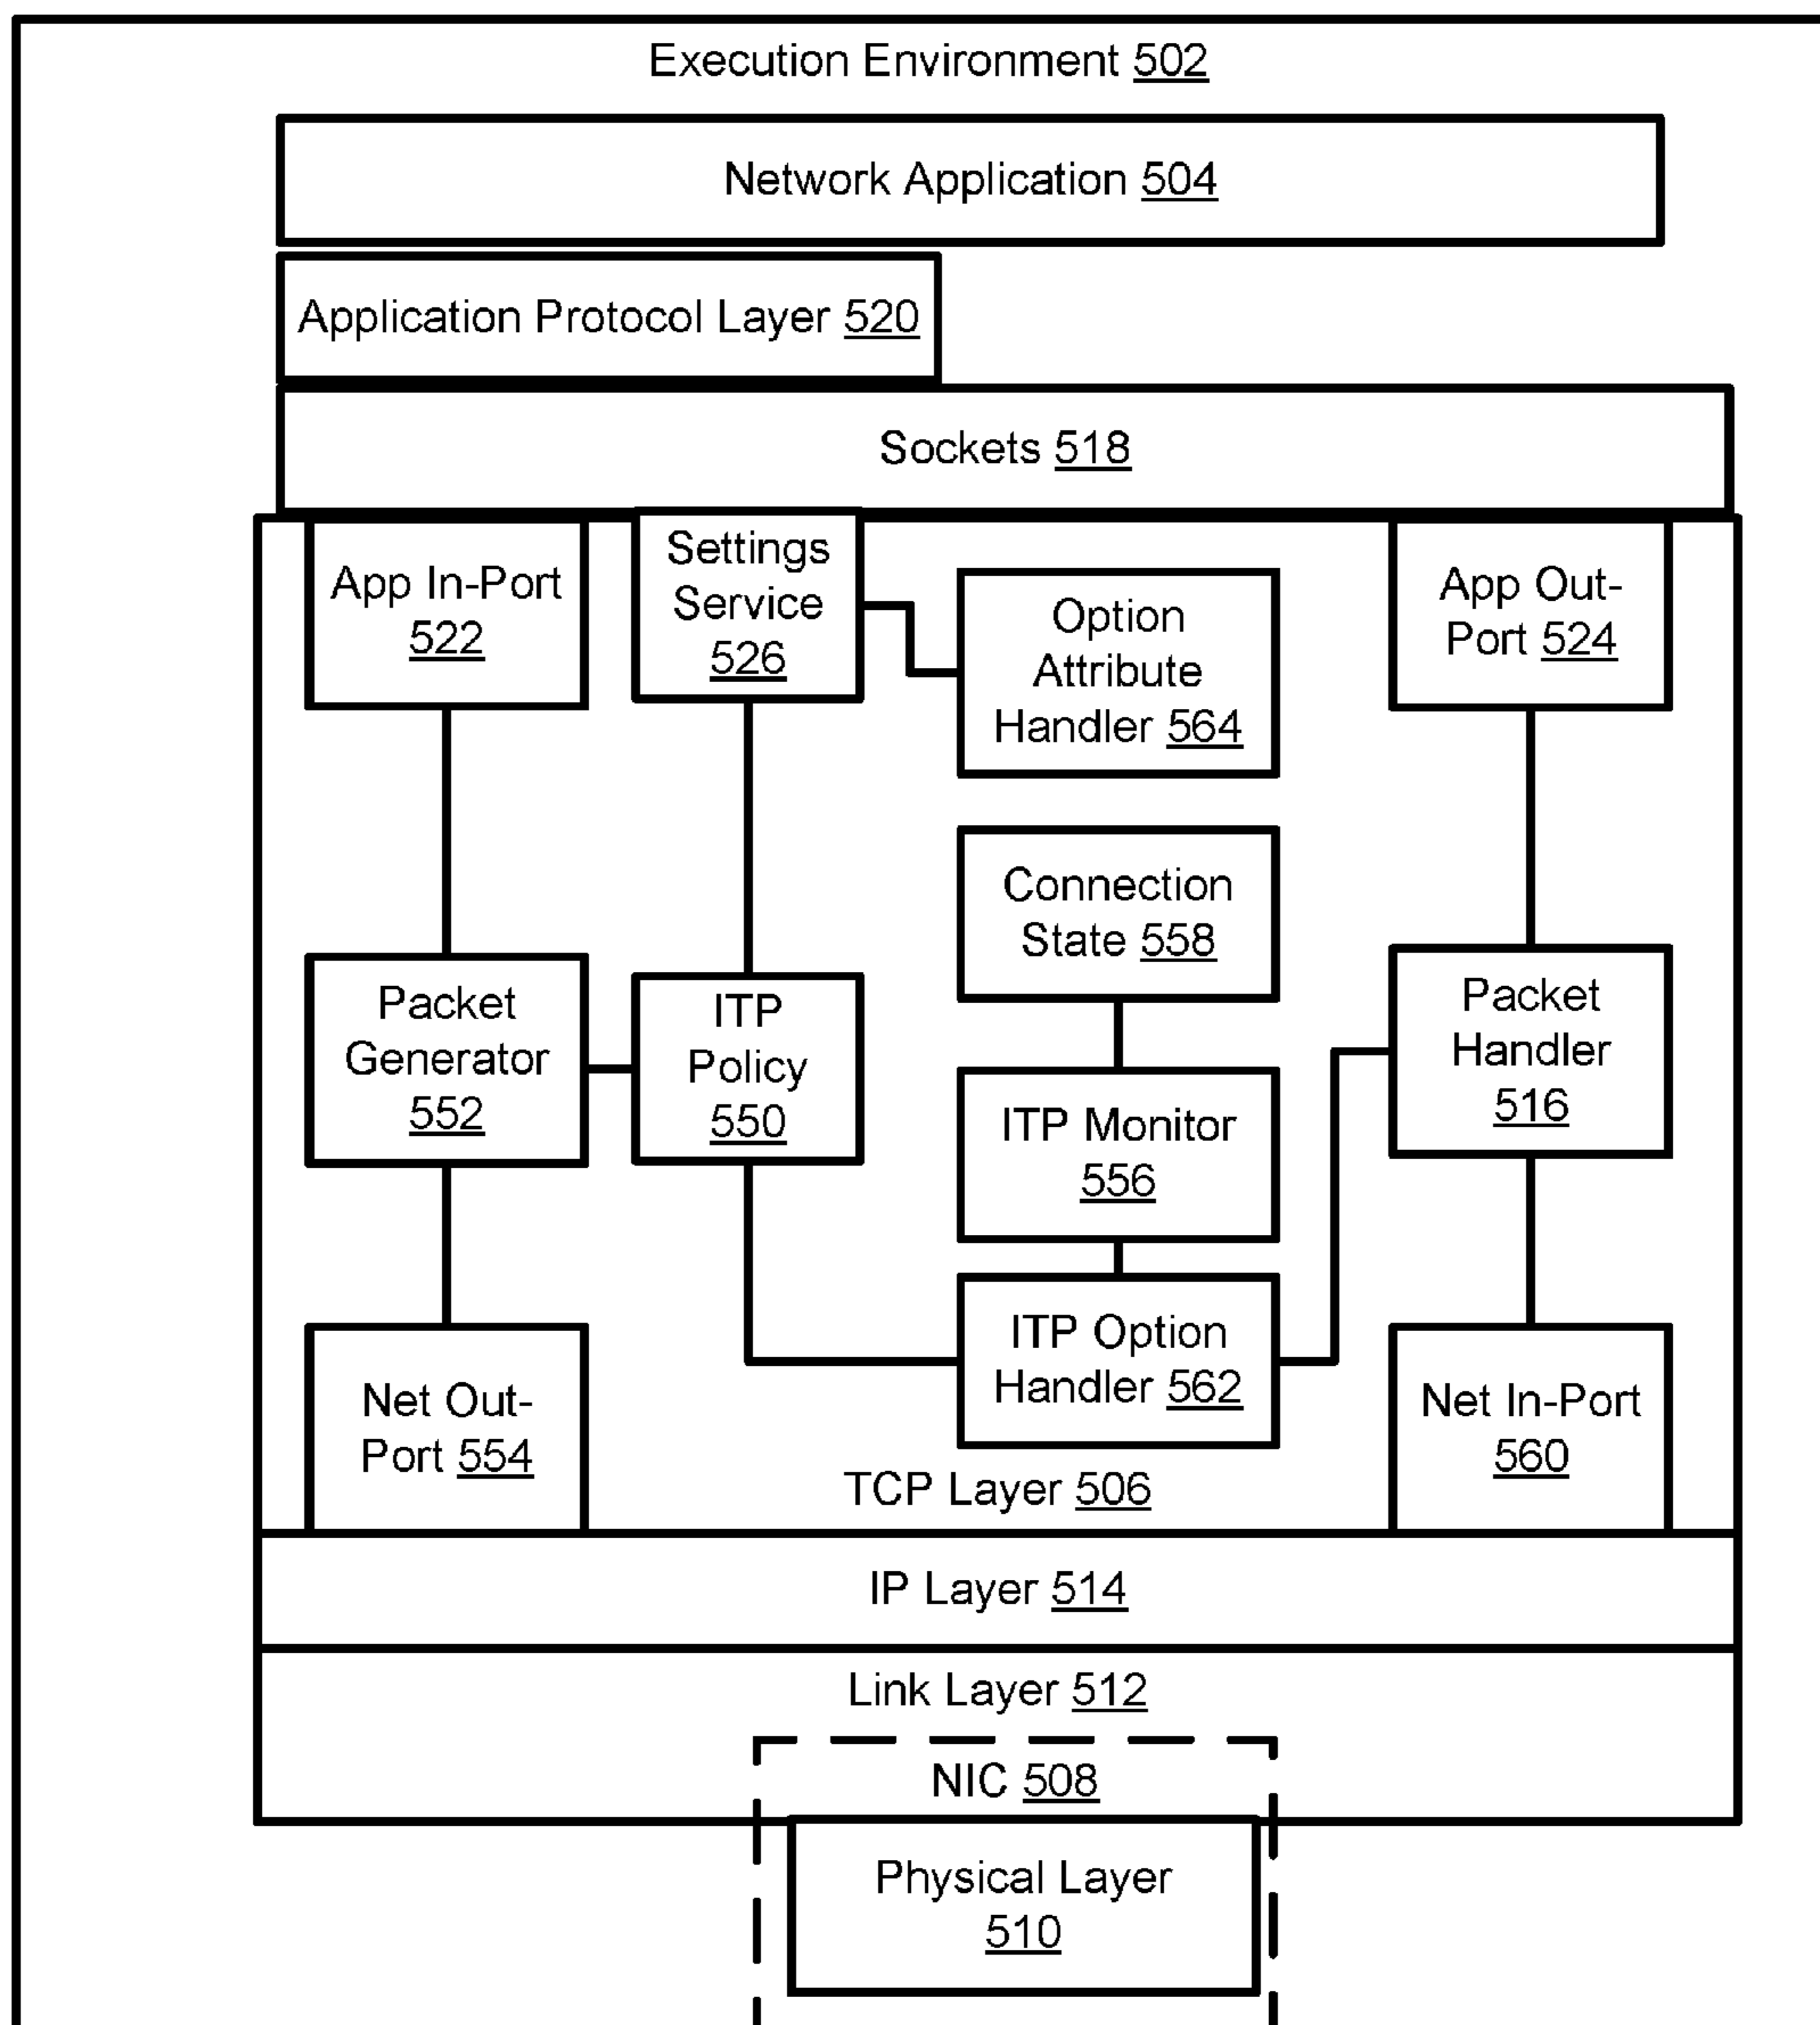 Execution Environment 502
Network Application 504
Application Protocol Layer 520
Sockets 518
App In-Port
522
Settings
Service
526
Option
Attribute
Handler 564
App Out-
Port 524
Connection
State 558
Packet
Generator
552
ITP
Policy
550
ITP Monitor
556
Packet
Handler
516
Net Out-
Port 554
ITP Option
Handler 562
Net In-Port
560
TCP Layer 506
IP Layer 514
Link Layer 512
NIC 508
Physical Layer
510